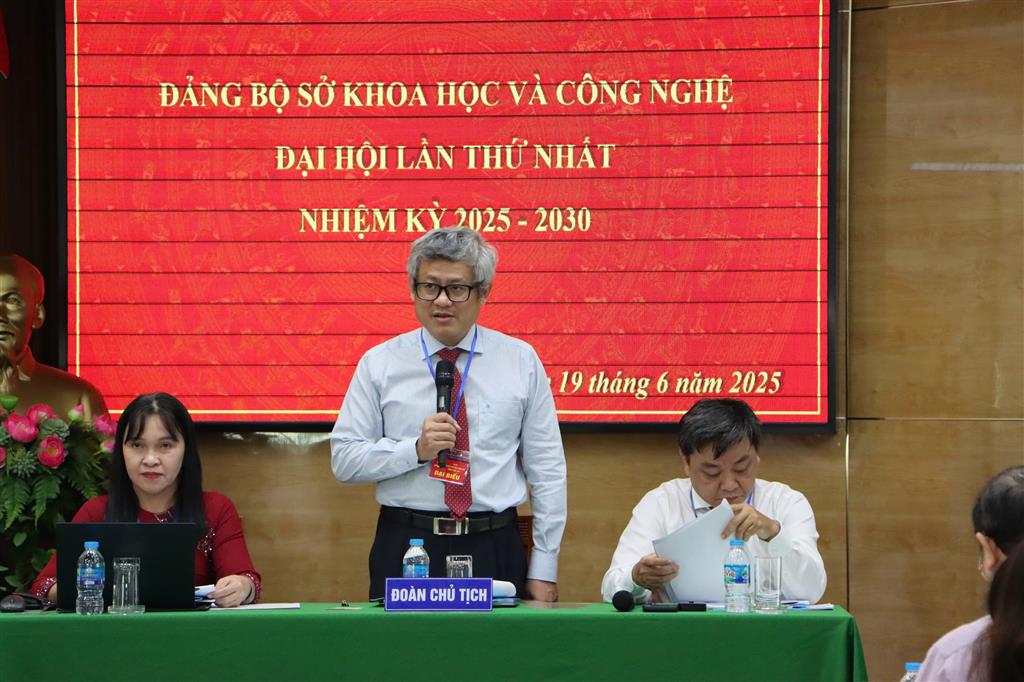 ĐẢNG BỘ SỞ KHOA HỌC VÀ CÔNG NGHỆ
ĐẠI HỘI LẦN THỨ NHẤT
NHIỆM KỲ 2025 - 2030
19 tháng 6 năm 2025
ĐẠI BIỂU
ĐOÀN CHỦ TỊCH